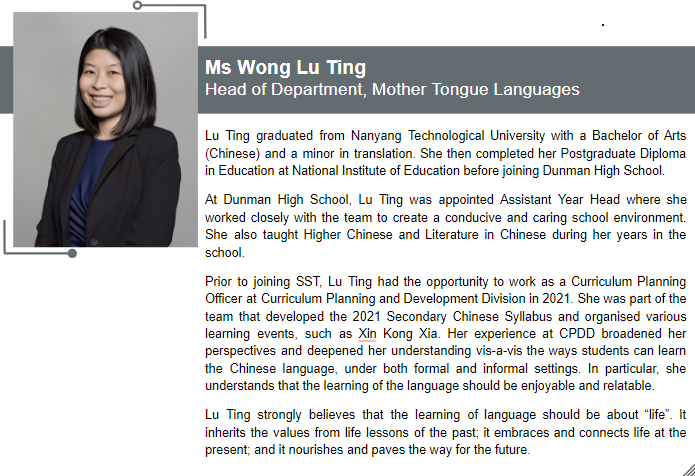 Ms Wong Lu Ting
Head of Department, Mother Tongue Languages
Lu Ting graduated from Nanyang Technological University with a Bachelor of Arts
(Chinese) and a minor in translation. She then completed her Postgraduate Diploma
in Education at National Institute of Education before joining Dunman High School.
At Dunman High School, Lu Ting was appointed Assistant Year Head where she
worked closely with the team to create a conducive and caring school environment.
She also taught Higher Chinese and Literature in Chinese during her years in the
school.
Prior to joining SST, Lu Ting had the opportunity to work as a Curriculum Planning
Officer at Curriculum Planning and Development Division in 2021. She was part of the
team that developed the 2021 Secondary Chinese Syllabus and organised various
learning events, such as Xin Kong Xia. Her experience at CPDD broadened her
perspectives and deepened her understanding vis-a-vis the ways students can learn
the Chinese language, under both formal and informal settings. In particular, she
understands that the learning of the language should be enjoyable and relatable.
Lu Ting strongly believes that the learning of language should be about “life”. It
inherits the values from life lessons of the past; it embraces and connects life at the
present; and it nourishes and paves the way for the future.